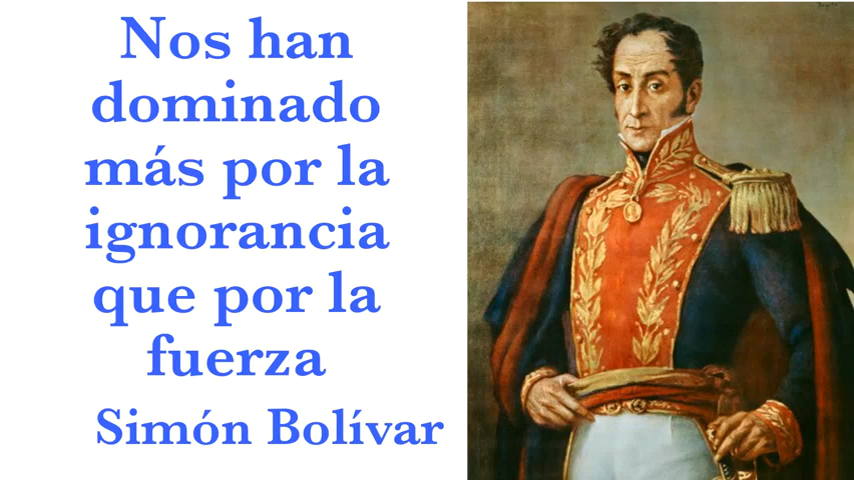 Nos han
dominado
más por la
ignorancia
que por la
fuerza
Simón Bolívar